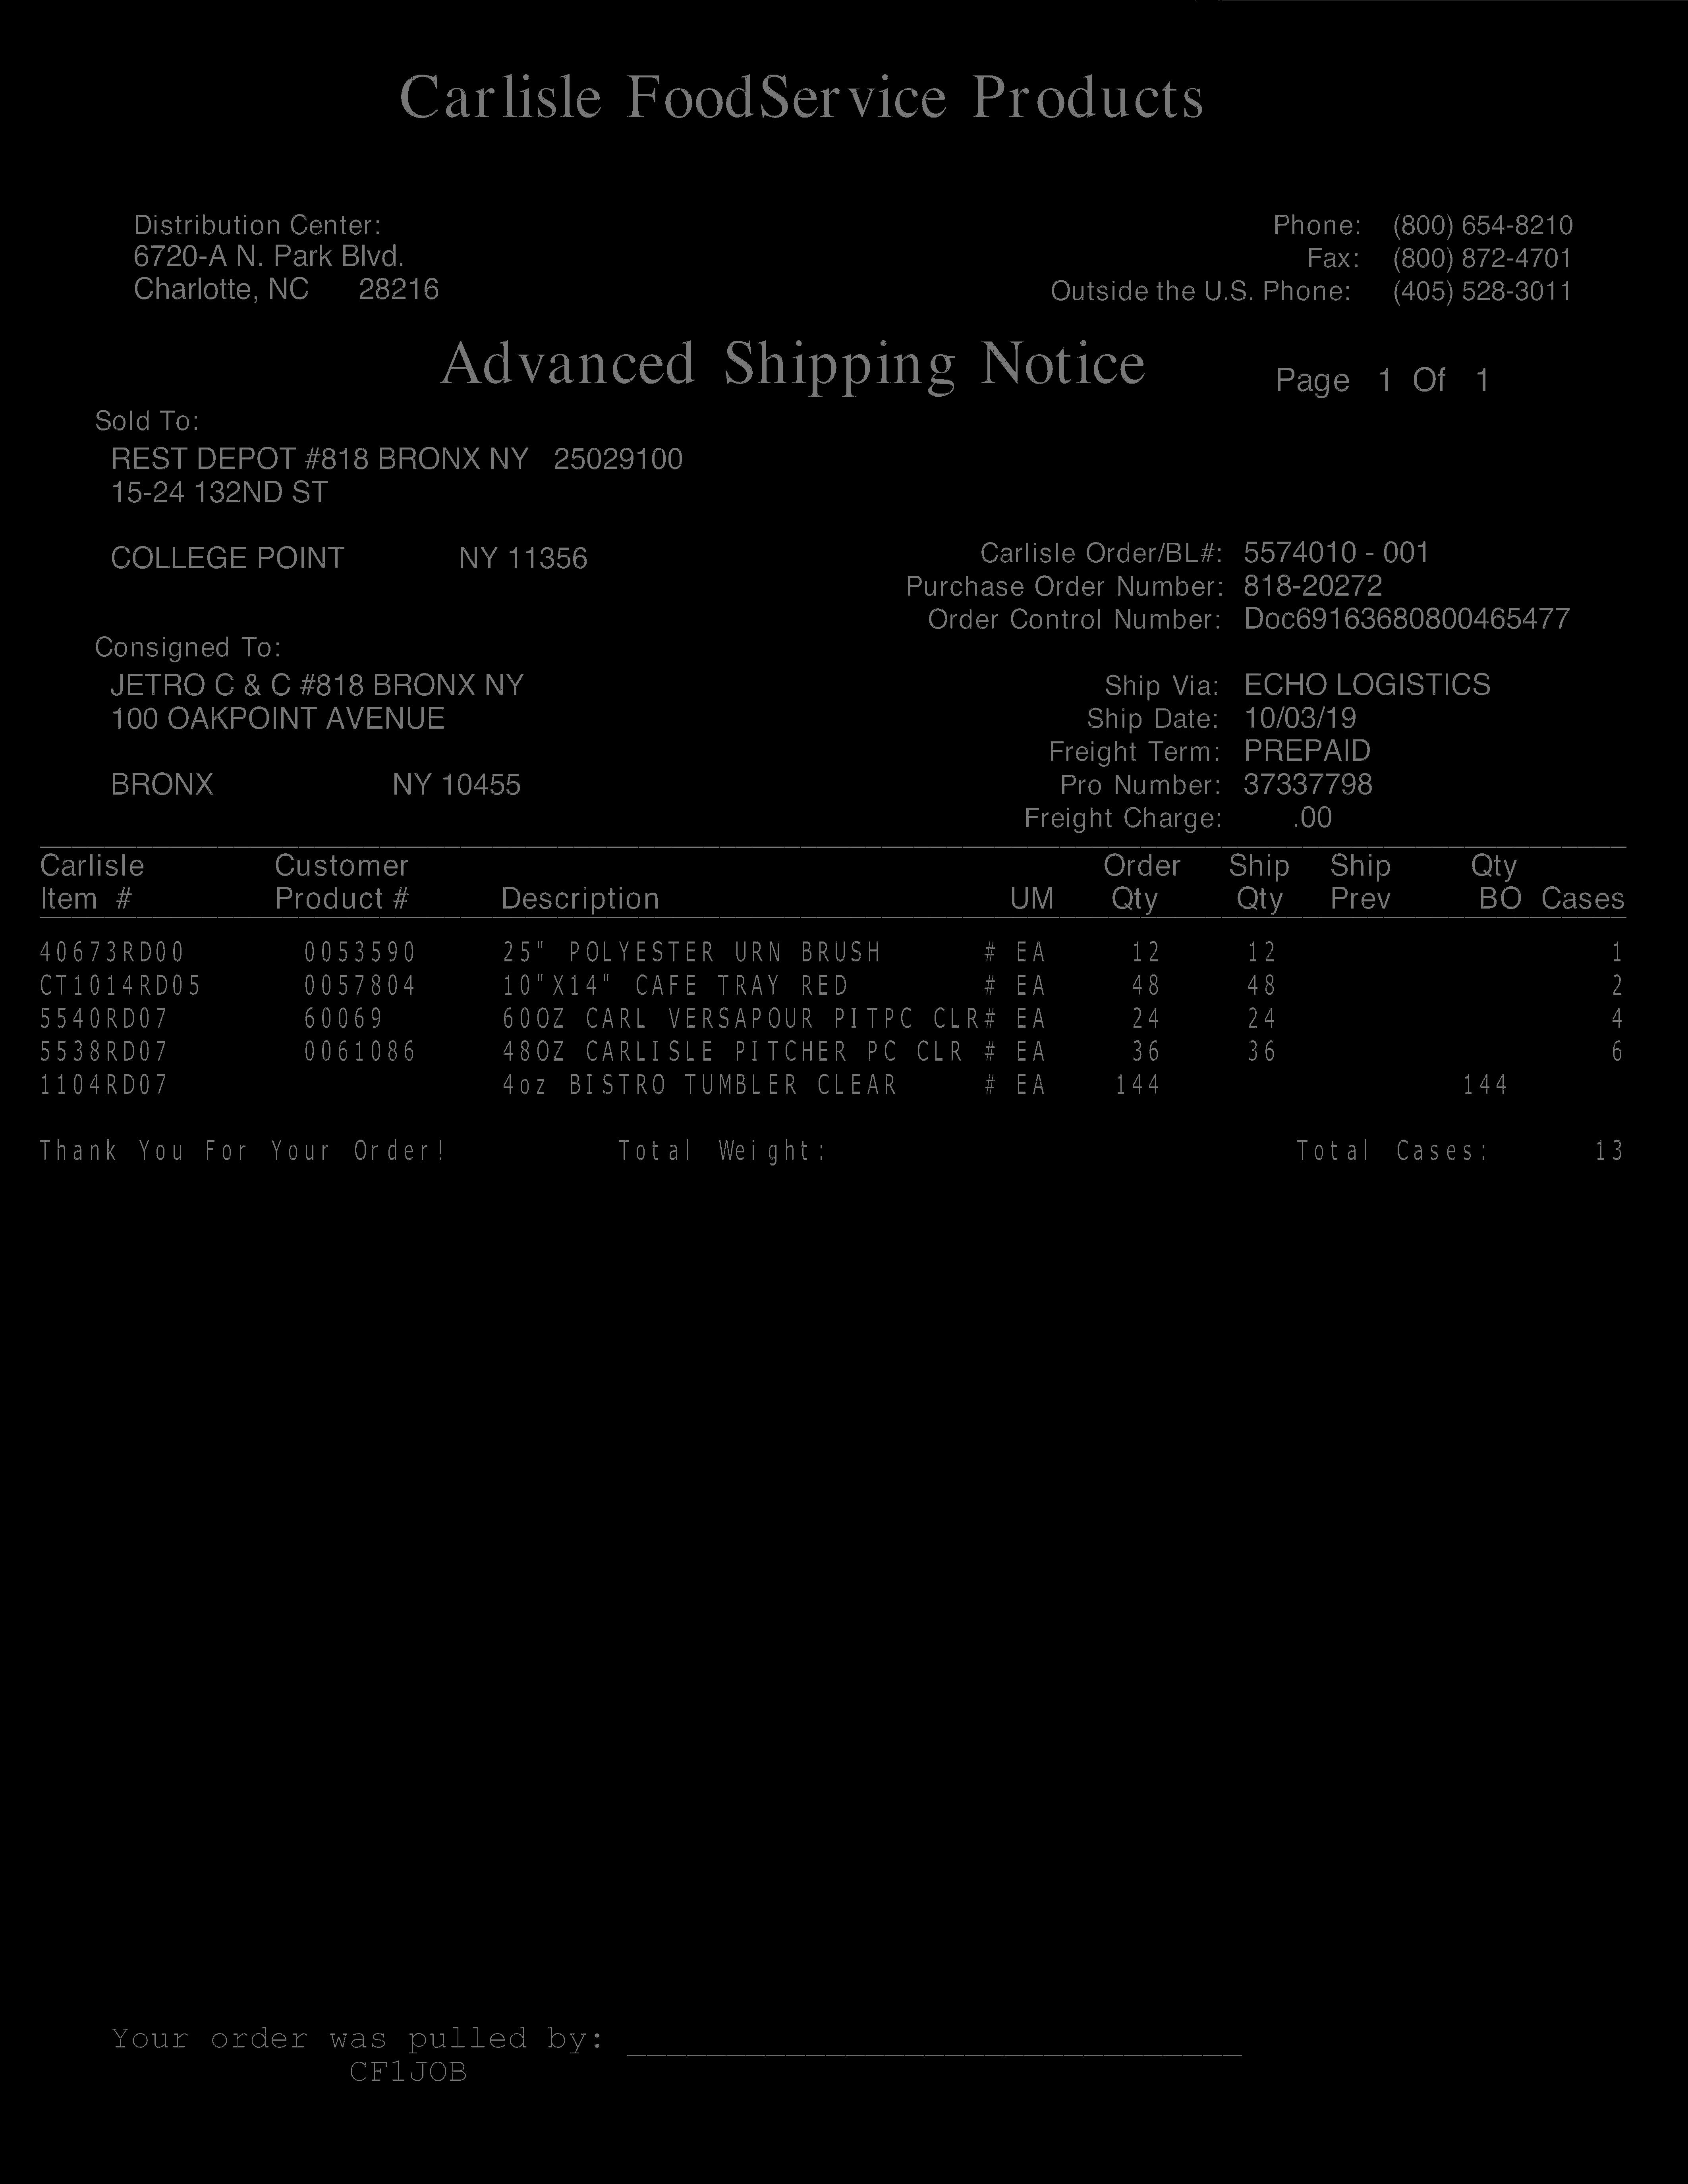 Carlisle FoodService Products
Distribution Center:
6720-A N. Park Blvd.
Charlotte, NC 28216
Phone: (800) 654-8210
Fax: (800) 872-4701
Outside the U.S. Phone: (405) 528-3011
Advanced Shipping Notice Page 1 Of 1
Sold To:
REST DEPOT #818 BRONX NY 25029100
15-24 132ND ST
COLLEGE POINT NY 11356
Carlisle Order/BL#: 5574010 - 001
Purchase Order Number: 818-20272
Order Control Number: Doc69163680800465477
Consigned To:
JETRO C & C #818 BRONX NY
100 OAKPOINT AVENUE
BRONX NY 10455
Ship Via: ECHO LOGISTICS
Ship Date: 10/03/19
Freight Term: PREPAID
Pro Number: 37337798
Freight Charge: .00
Carlisle Customer Order Ship Ship Qty
Item # Product # Description UM Qty Qty Prev BO Cases
40673RD00 0053590 25" POLYESTER URN BRUSH # EA 12 12 1
CT1014RD05 0057804 10"X14" CAFE TRAY RED # EA 48 48 2
5540RD07 60069 60OZ CARL VERSAPOUR PITPC CLR# EA 24 24 4
5538RD07 0061086 48OZ CARLISLE PITCHER PC CLR # EA 36 36 6
1104RD07 4oz BISTRO TUMBLER CLEAR # EA 144 144
Thank You For Your Order! Total Weight: Total Cases: 13
Your order was pulled by: _______________________________
CF1JOB